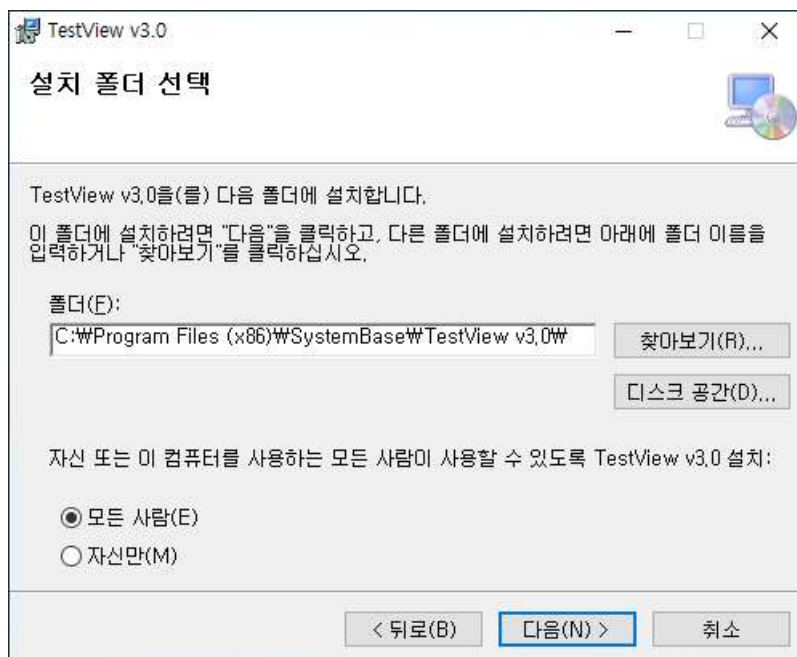 TestView v3.0
설치 폴더 선택
TestView v3.0을(를) 다음 폴더에 설치합니다.
이 폴더에 설치하려면 "다음"을 클릭하고, 다른 폴더에 설치하려면 아래에 폴더 이름을
입력하거나 "찾아보기"를 클릭하십시오.
폴더(F):
C:₩Program Files (x86)₩SystemBase₩TestView v3.0₩
찾아보기(R)...
디스크 공간(D)...
자신 또는 이 컴퓨터를 사용하는 모든 사람이 사용할 수 있도록 TestView v3.0 설치:
모든 사람(E)
자신만(M)
< 뒤로(B)
다음(N) >
취소